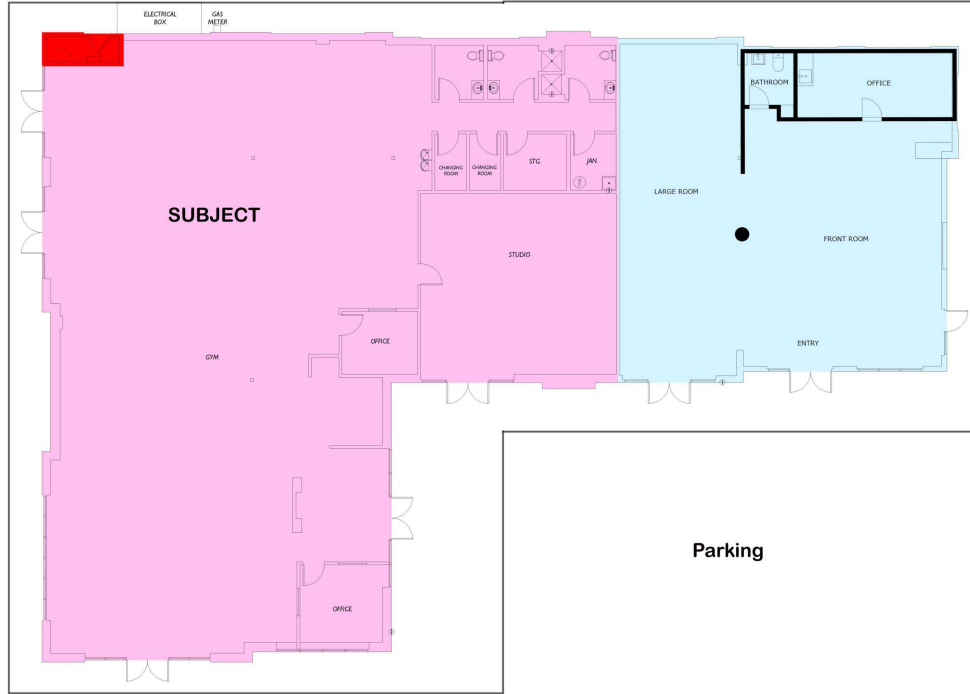 ELECTRICAL
BOX
GAS
METER
BATHROOM
OFFICE
CHANGING
ROOM
CHANGING
ROOM
STG.
JAN.
LARGE ROOM
SUBJECT
FRONT ROOM
STUDIO
OFFICE
ENTRY
GYM
Parking
OFFICE